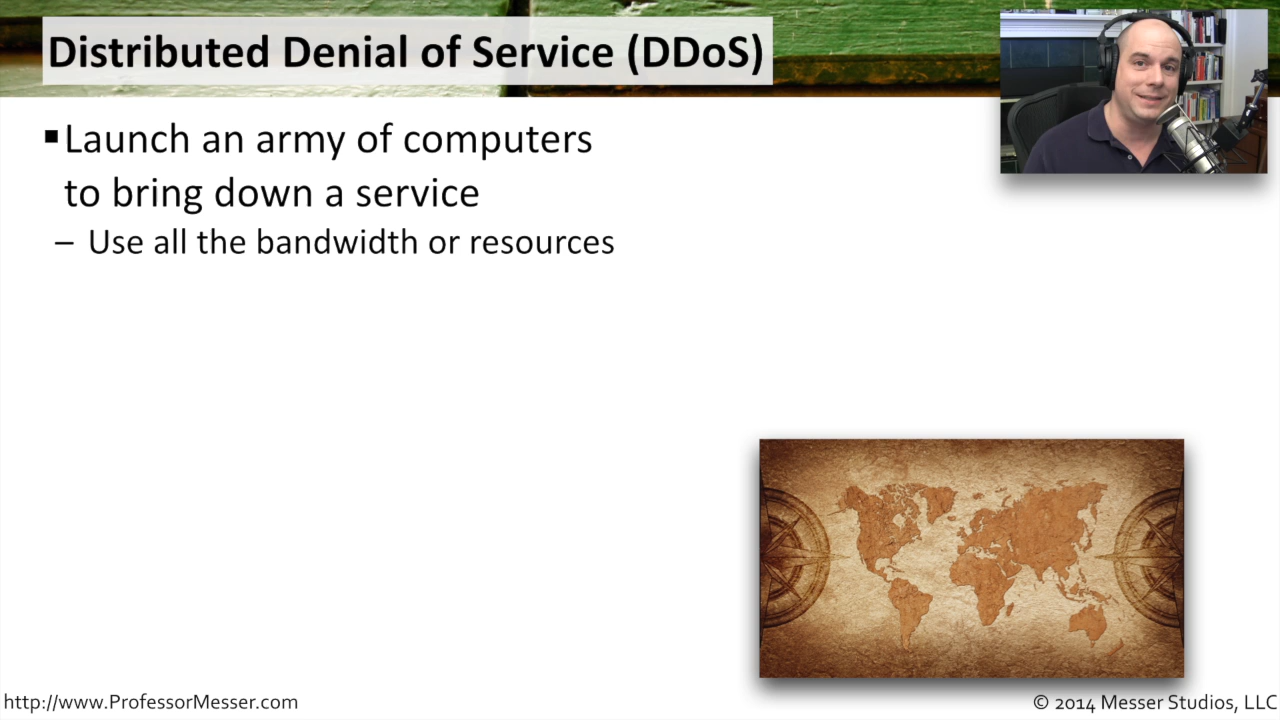 Distributed Denial of Service (DDoS)
▪Launch an army of computers
to bring down a service
– Use all the bandwidth or resources
http://www.ProfessorMesser.com
© 2014 Messer Studios, LLC